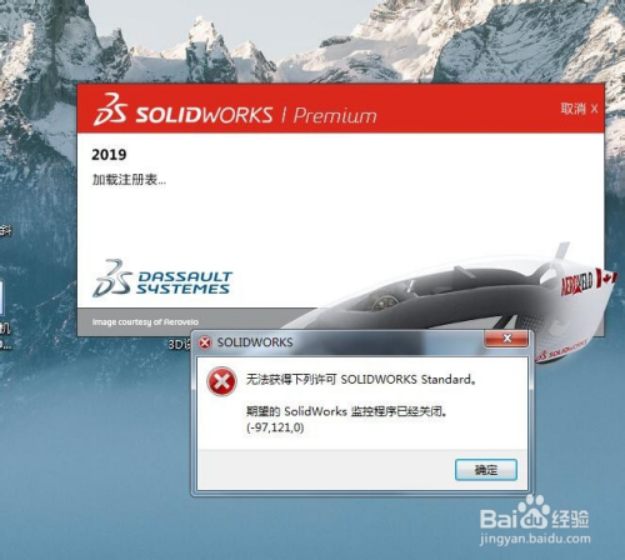 SOLIDWORKS | Premium
取消 X
2019
加载注册表...
DASSAULT
SYSTEMES
AEROVELO
SOLIDWORKS
Image courtesy of Aerovelo
SOLIDWORKS
无法获得下列许可 SOLIDWORKS Standard。
期望的 SolidWorks 监控程序已经关闭。
(-97,121,0)
确定
Baidu 经验
jingyan.baidu.com